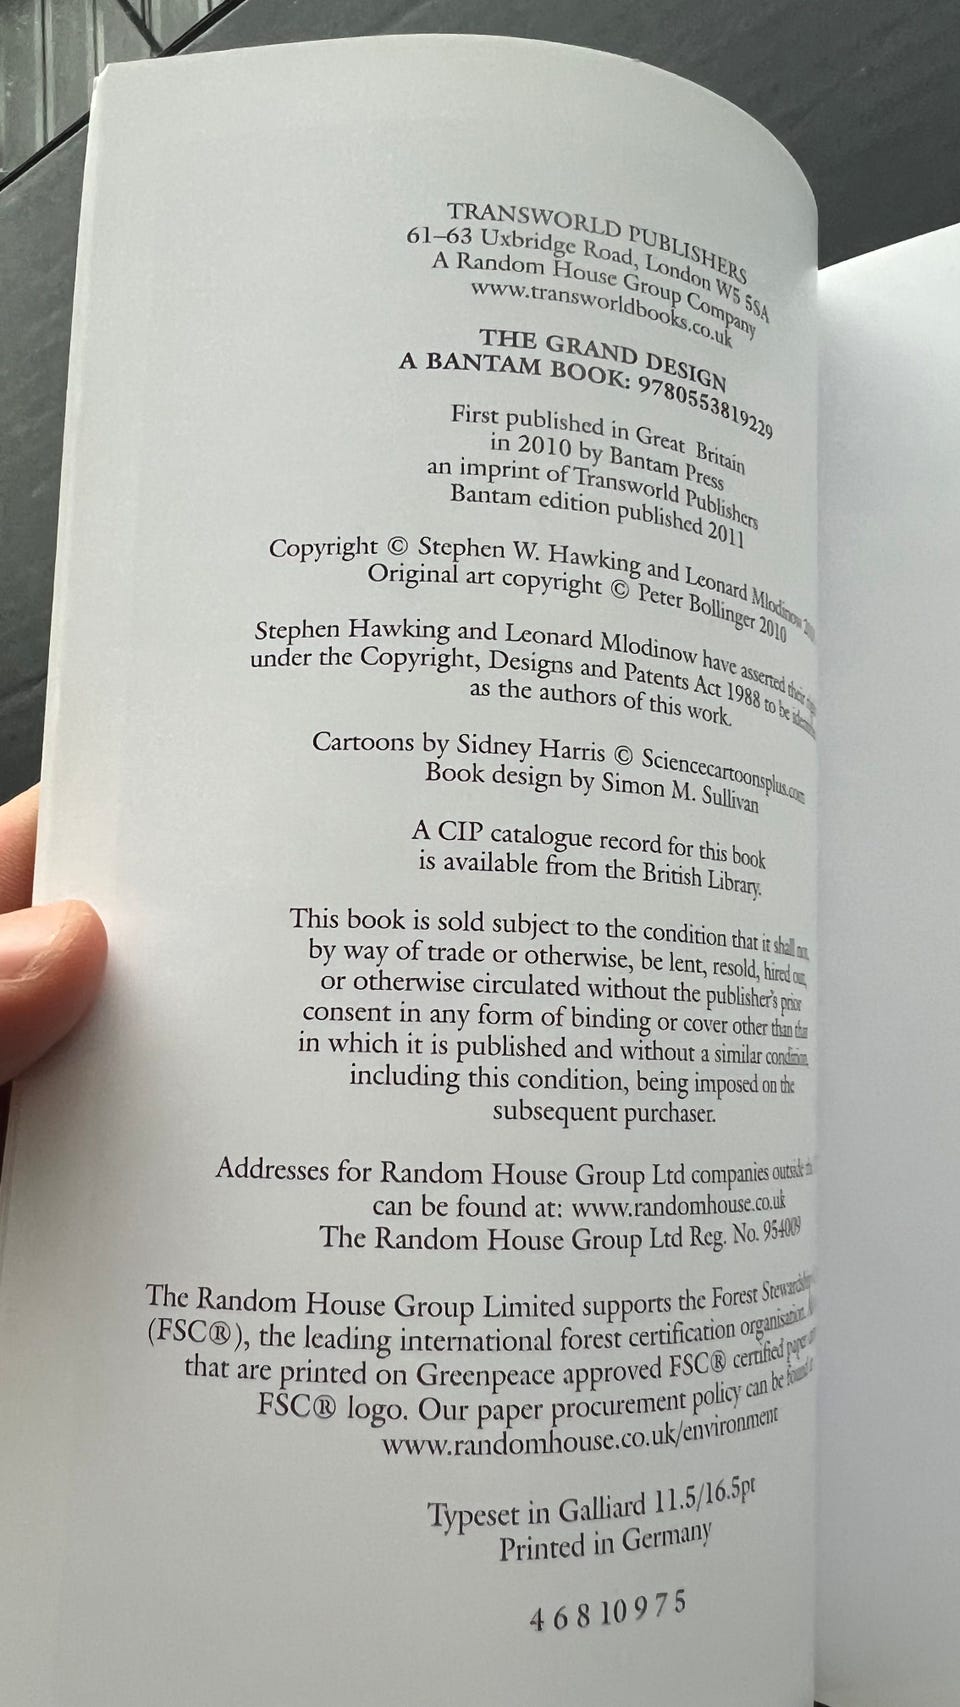 TRANSWORLD PUBLISHERS
61–63 Uxbridge Road, London W5 5SA
A Random House Group Company
www.transworldbooks.co.uk
THE GRAND DESIGN
A BANTAM BOOK: 9780553819229
First published in Great Britain
in 2010 by Bantam Press
an imprint of Transworld Publishers
Bantam edition published 2011
Copyright © Stephen W. Hawking and Leonard Mlodinow
Original art copyright © Peter Bollinger 2010
Stephen Hawking and Leonard Mlodinow have asserted their
under the Copyright, Designs and Patents Act 1988 to be
as the authors of this work.
Cartoons by Sidney Harris © Sciencecartoonsplus.com
Book design by Simon M. Sullivan
A CIP catalogue record for this book
is available from the British Library.
This book is sold subject to the condition that it shall not,
by way of trade or otherwise, be lent, resold, hired out,
or otherwise circulated without the publisher's prior
consent in any form of binding or cover other than that
in which it is published and without a similar condition,
including this condition, being imposed on the
subsequent purchaser.
Addresses for Random House Group Ltd companies outside
can be found at: www.randomhouse.co.uk
The Random House Group Ltd Reg. No. 954009
The Random House Group Limited supports the Forest
(FSC®), the leading international forest certification organisation.
that are printed on Greenpeace approved FSC® certified paper
FSC® logo. Our paper procurement policy can be found
www.randomhouse.co.uk/environment
Typeset in Galliard 11.5/16.5pt
Printed in Germany
4 6 8 10 9 7 5